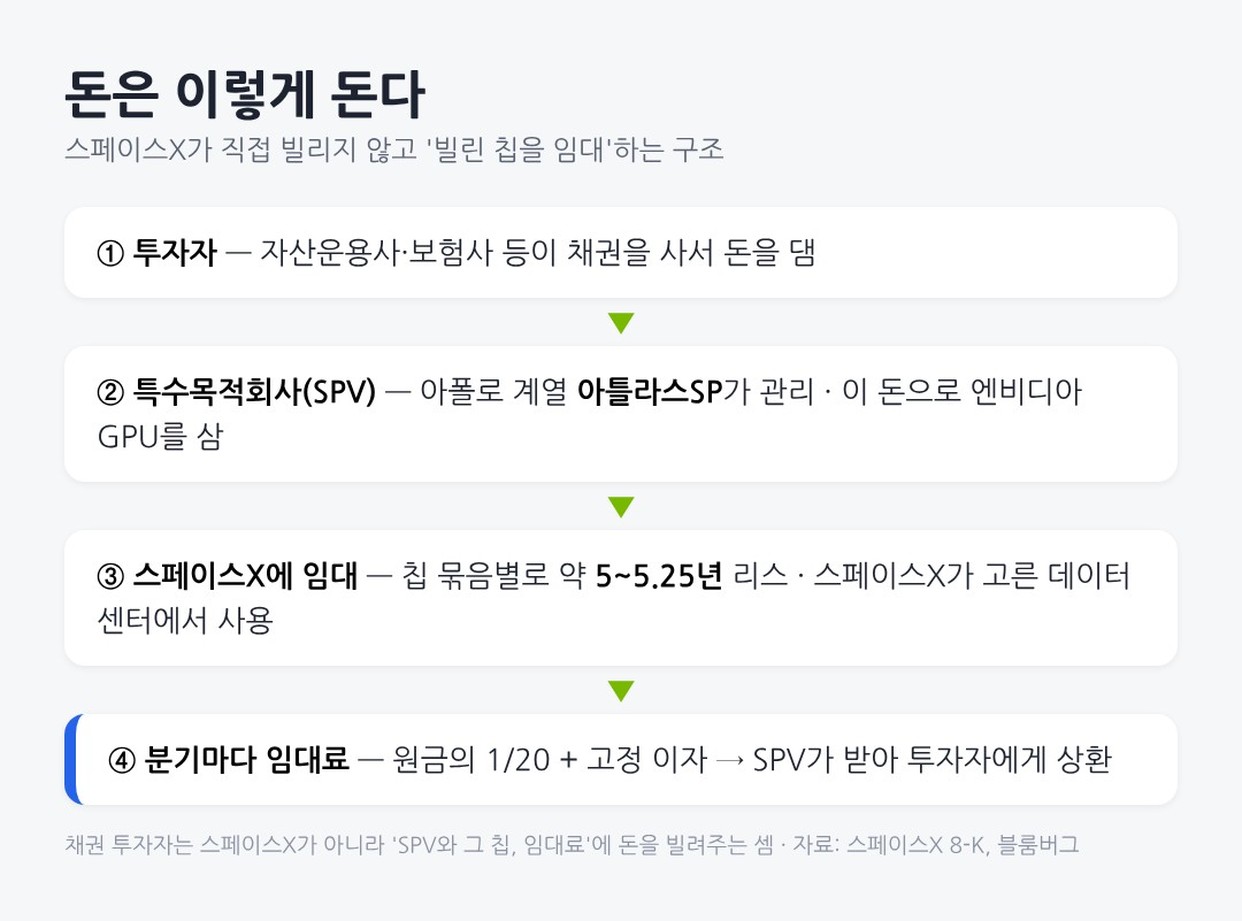 돈은 이렇게 돈다
스페이스X가 직접 빌리지 않고 '빌린 칩을 임대'하는 구조
① 투자자 — 자산운용사·보험사 등이 채권을 사서 돈을 댐
② 특수목적회사(SPV) — 아폴로 계열 아틀라스SP가 관리 · 이 돈으로 엔비디아
GPU를 삼
③ 스페이스X에 임대 — 칩 묶음별로 약 5~5.25년 리스 · 스페이스X가 고른 데이터
센터에서 사용
④ 분기마다 임대료 — 원금의 1/20 + 고정 이자 → SPV가 받아 투자자에게 상환
채권 투자자는 스페이스X가 아니라 'SPV와 그 칩, 임대료'에 돈을 빌려주는 셈 · 자료: 스페이스X 8-K, 블룸버그